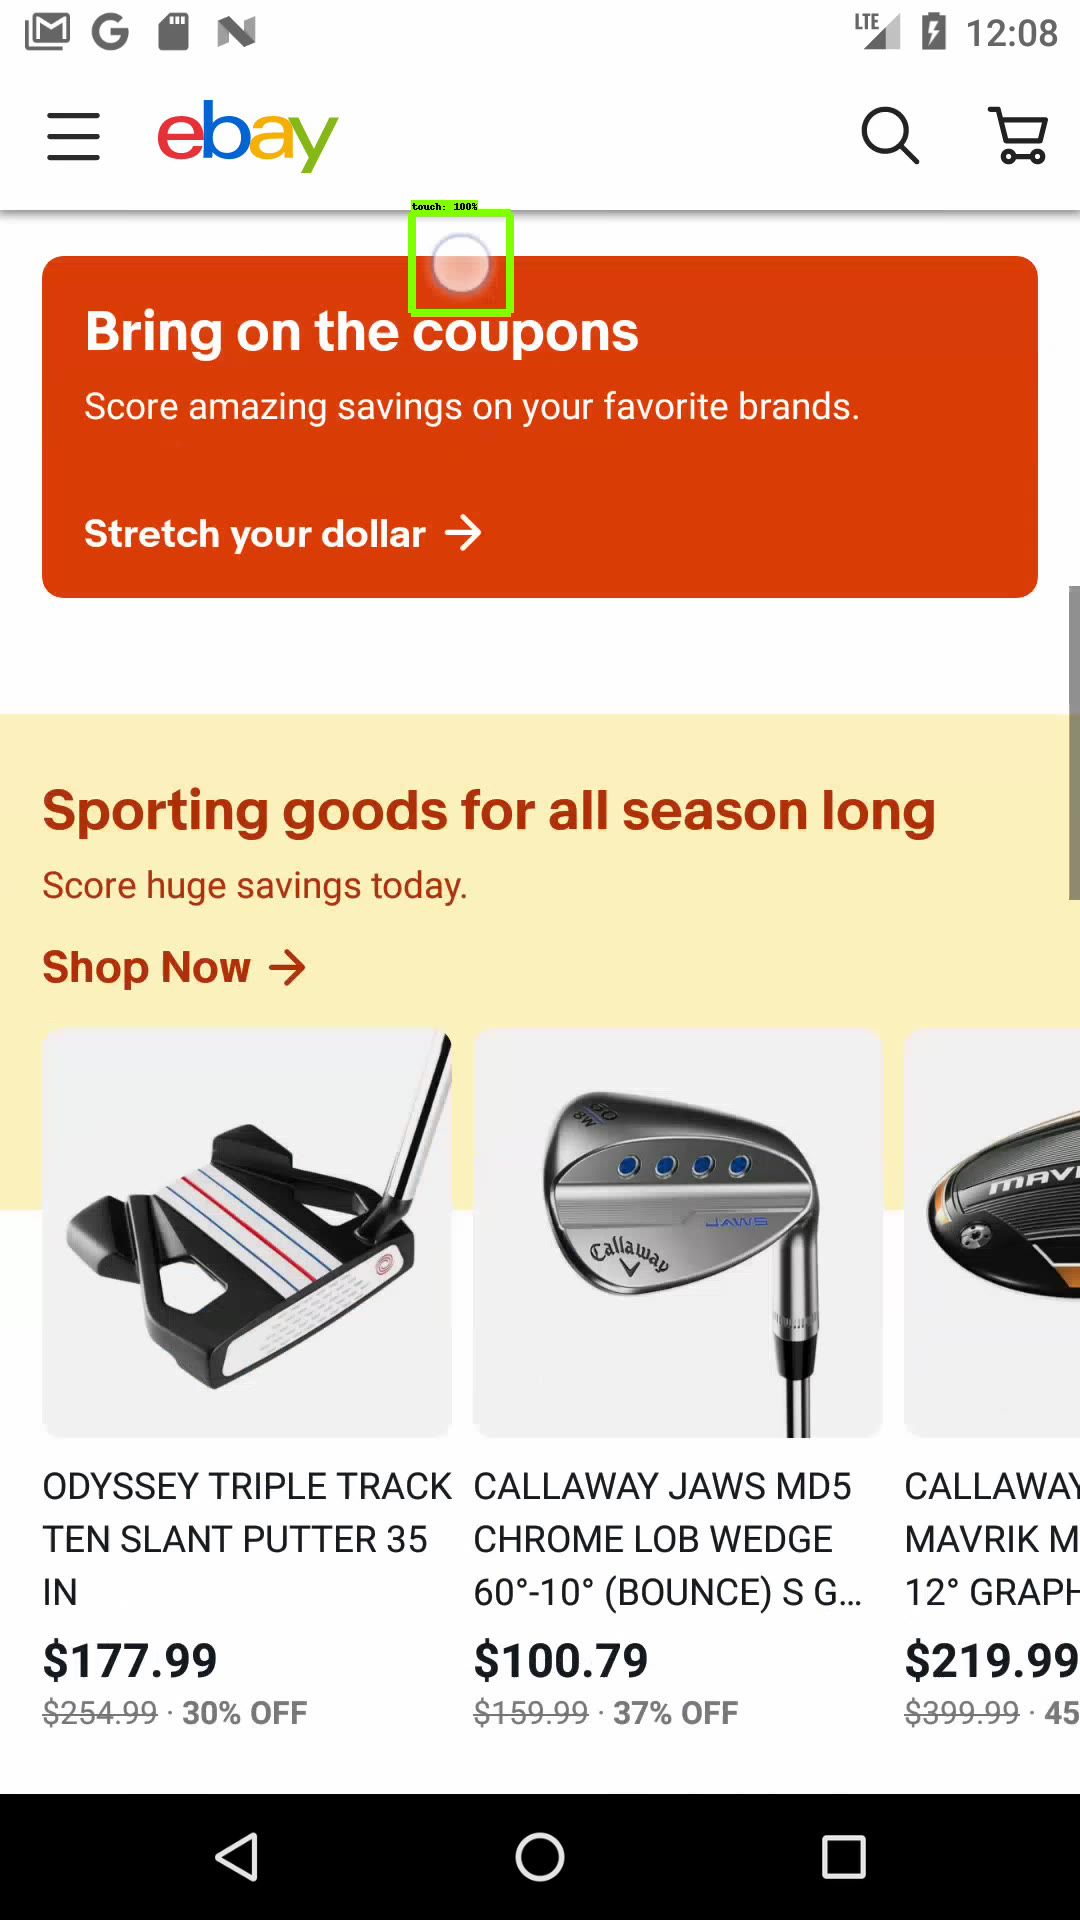 LTE 12:08
ebay
touch: 100%
Bring on the coupons
Score amazing savings on your favorite brands.
Stretch your dollar
Sporting goods for all season long
Score huge savings today.
Shop Now
60
MB
JAWS
Callaway
MAVRI
ODYSSEY TRIPLE TRACK
TEN SLANT PUTTER 35
IN
$177.99
$254.99 · 30% OFF
CALLAWAY JAWS MD5
CHROME LOB WEDGE
60°-10° (BOUNCE) S G...
$100.79
$159.99 · 37% OFF
CALLAWAY
MAVRIK M
12° GRAPH
$219.99
$399.99 · 45